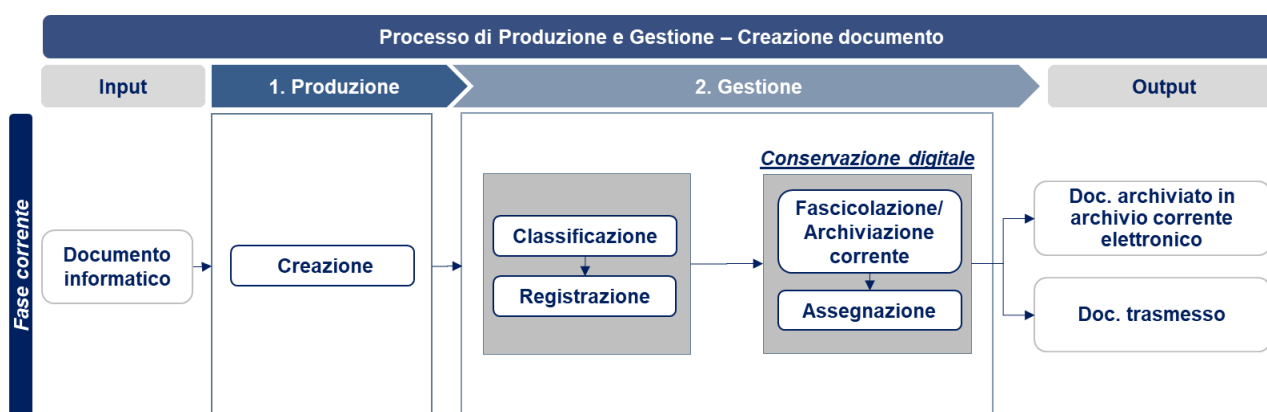 Processo di Produzione e Gestione – Creazione documento
Input
1. Produzione
2. Gestione
Output
Fase corrente
Documento
informatico
Creazione
Classificazione
Registrazione
Conservazione digitale
Fascicolazione/
Archiviazione
corrente
Assegnazione
Doc. archiviato in
archivio corrente
elettronico
Doc. trasmesso